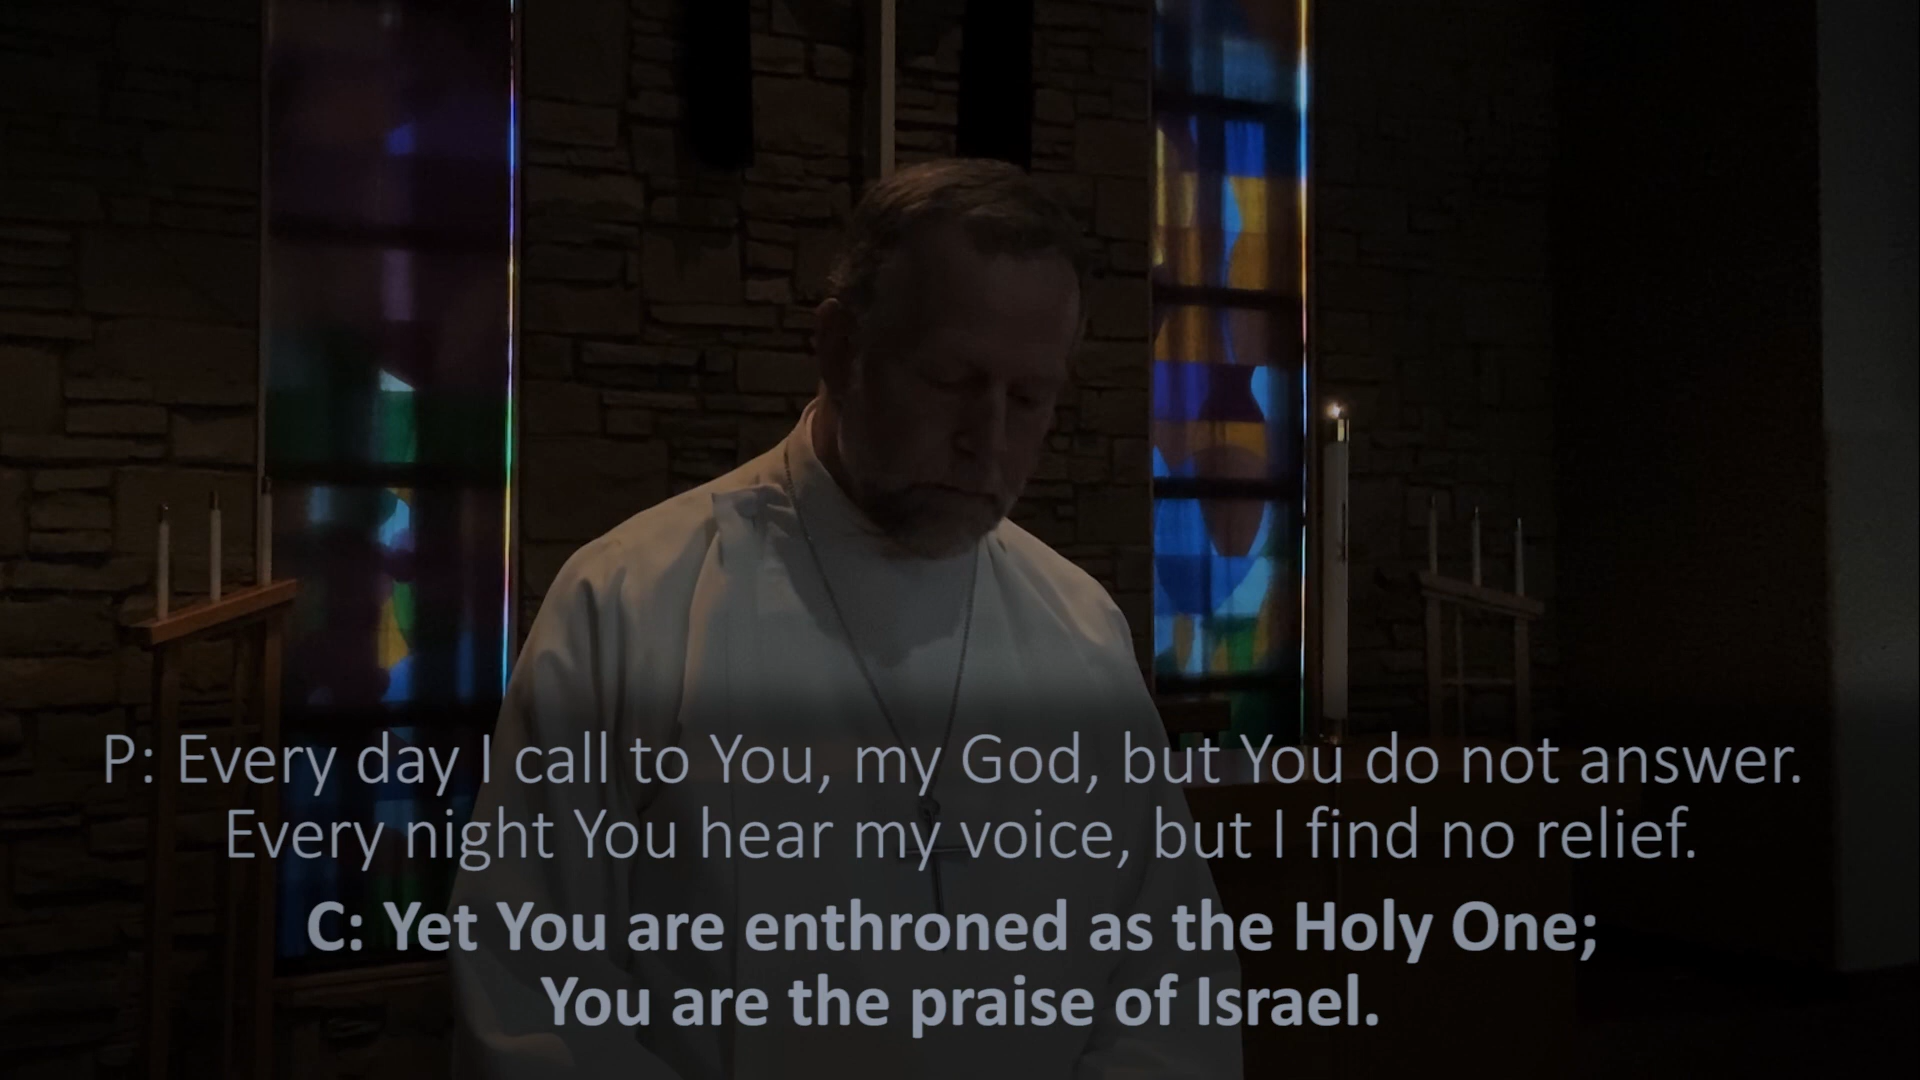 P: Every day I call to You, my God, but You do not answer.
Every night You hear my voice, but I find no relief.
C: Yet You are enthroned as the Holy One;
You are the praise of Israel.